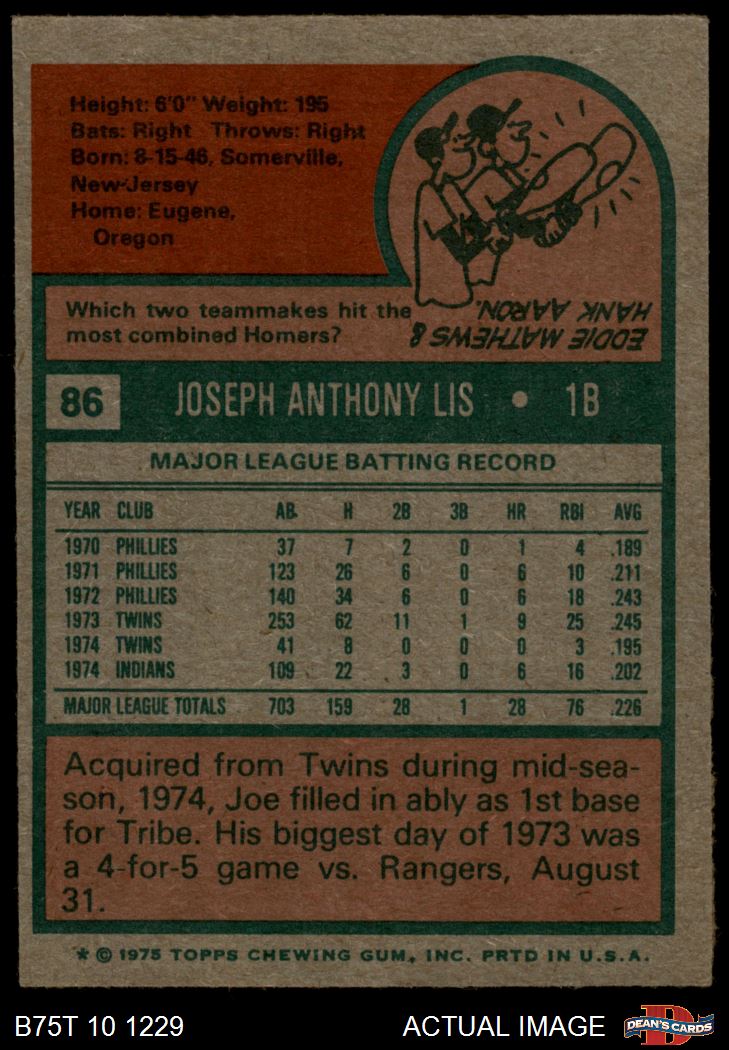 Height: 6'0" Weight: 195
Bats: Right Throws: Right
Born: 8-15-46, Somerville,
New Jersey
Home: Eugene,
Oregon
Which two teammakes hit the
most combined Homers?
EDDIE MATHEWS &
HANK AARON.
86 JOSEPH ANTHONY LIS • 1B
MAJOR LEAGUE BATTING RECORD
YEAR CLUB AB H 2B 3B HR RBI AVG
1970 PHILLIES 37 7 2 0 1 4 .189
1971 PHILLIES 123 26 6 0 6 10 .211
1972 PHILLIES 140 34 6 0 6 18 .243
1973 TWINS 253 62 11 1 9 25 .245
1974 TWINS 41 8 0 0 0 3 .195
1974 INDIANS 109 22 3 0 6 16 .202
MAJOR LEAGUE TOTALS 703 159 28 1 28 76 .226
Acquired from Twins during mid-sea-
son, 1974, Joe filled in ably as 1st base
for Tribe. His biggest day of 1973 was
a 4-for-5 game vs. Rangers, August
31.
* © 1975 TOPPS CHEWING GUM, INC. PRTD IN U.S.A.
B75T 10 1229 ACTUAL IMAGE
DEAN'S CARDS